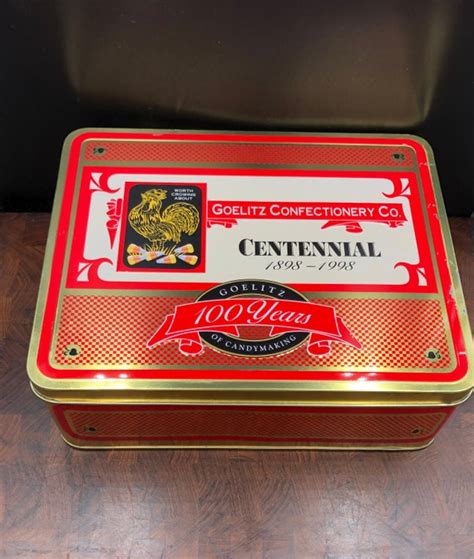 WORTH
CROWING
ABOUT
GOELITZ CONFECTIONERY CO.
CENTENNIAL
1898-1998
GOELITZ
100 Years
OF CANDYMAKING